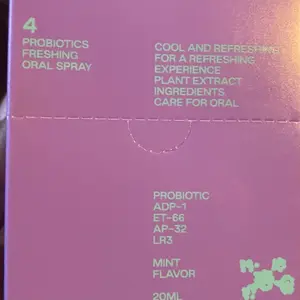 4
PROBIOTICS
FRESHING
ORAL SPRAY
COOL AND REFRESHING
FOR A REFRESHING
EXPERIENCE
PLANT EXTRACT
INGREDIENTS
CARE FOR ORAL
PROBIOTIC
ADP-1
ET-66
AP-32
LR3
MINT
FLAVOR
20ML